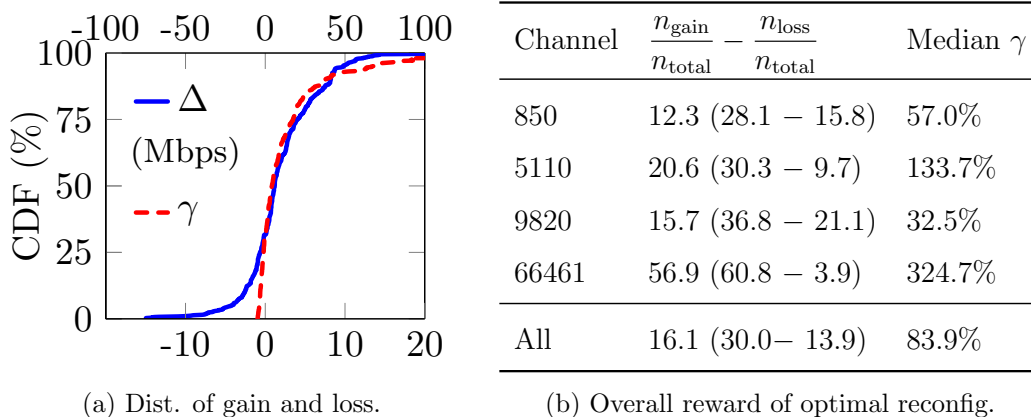 -100 -50 0 50 100
100
75
50
25
0
CDF (%)
Δ
(Mbps)
γ
-10 0 10 20
(a) Dist. of gain and loss.
Channel n_gain/n_total − n_loss/n_total Median γ
850 12.3 (28.1 − 15.8) 57.0%
5110 20.6 (30.3 − 9.7) 133.7%
9820 15.7 (36.8 − 21.1) 32.5%
66461 56.9 (60.8 − 3.9) 324.7%
All 16.1 (30.0− 13.9) 83.9%
(b) Overall reward of optimal reconfig.